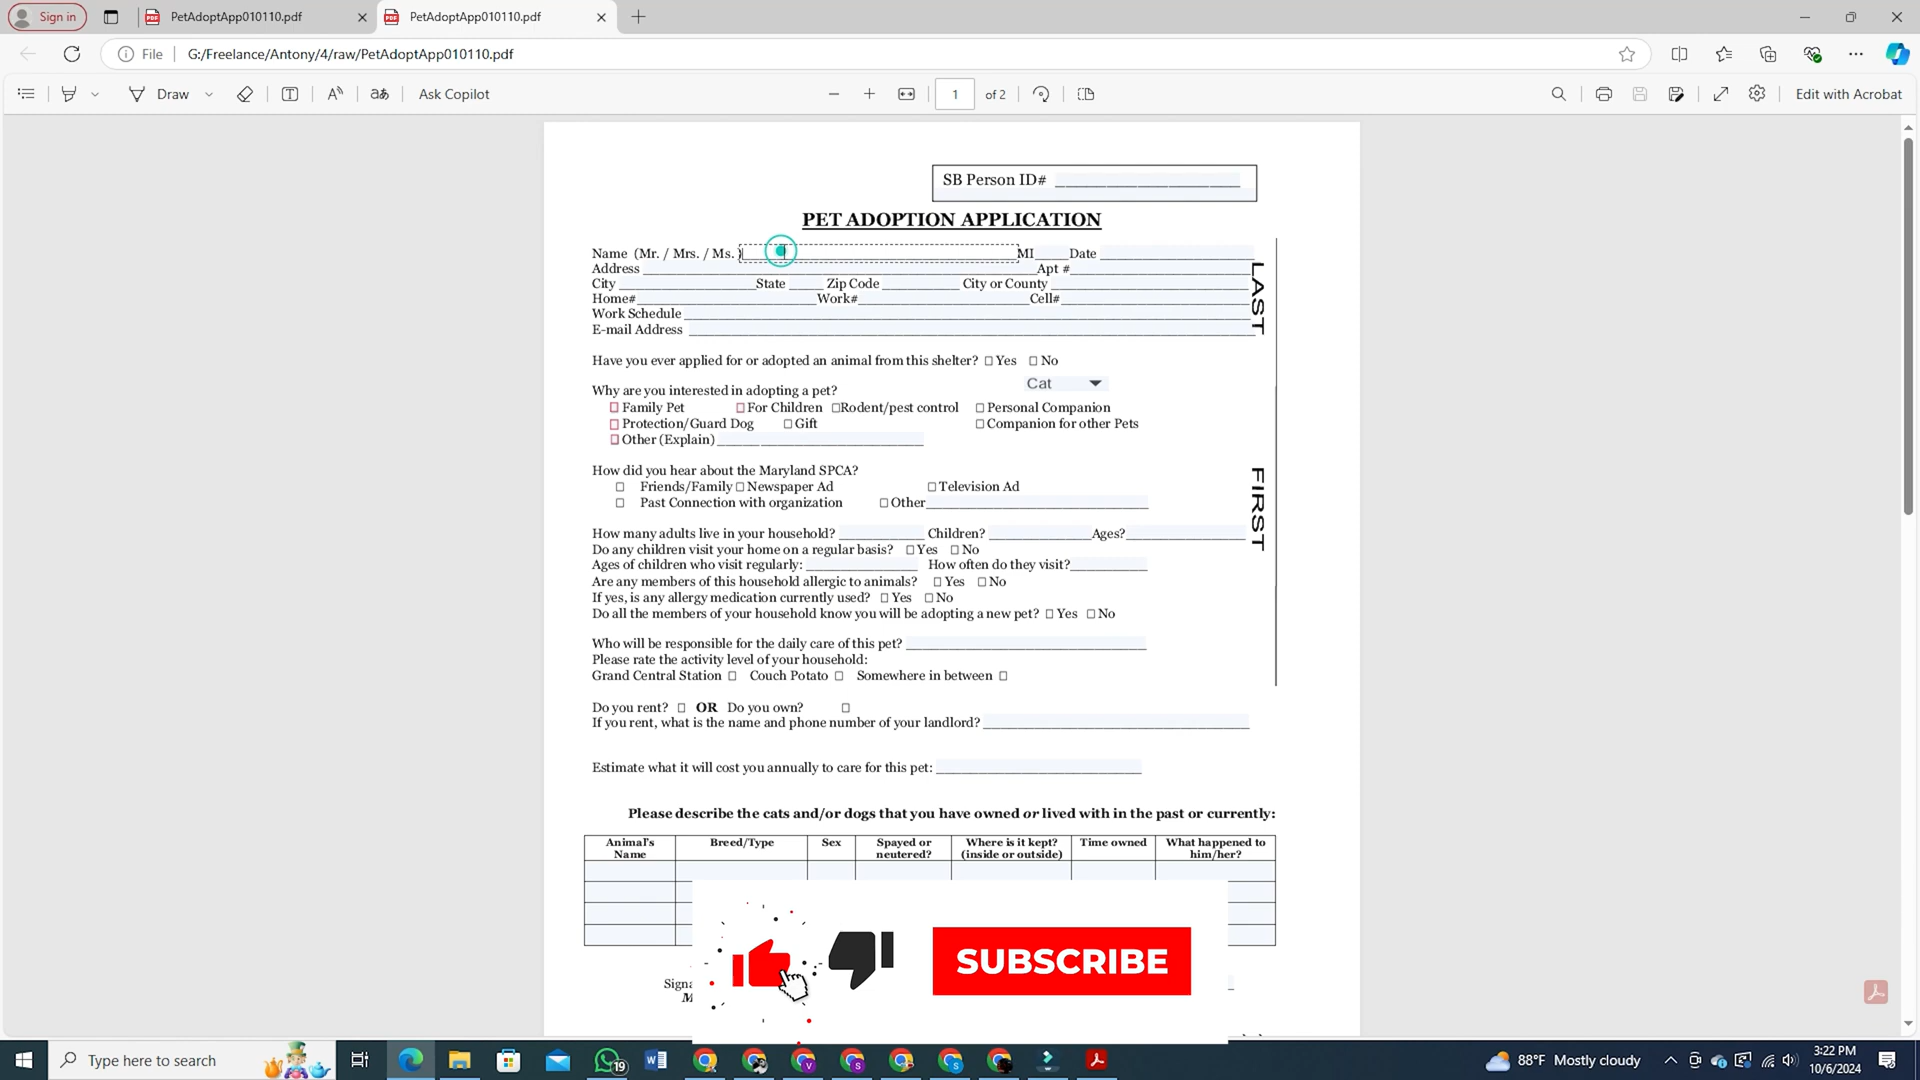 Sign in
PetAdoptApp010110.pdf
PetAdoptApp010110.pdf
File
G:/Freelance/Antony/4/raw/PetAdoptApp010110.pdf
Draw
Ask Copilot
1 of 2
Edit with Acrobat
SB Person ID#
PET ADOPTION APPLICATION
Name (Mr. / Mrs. / Ms. ) MI Date
Address Apt #
City State Zip Code City or County
Home# Work# Cell#
Work Schedule
E-mail Address
LAST
Have you ever applied for or adopted an animal from this shelter? Yes No
Cat
Why are you interested in adopting a pet?
Family Pet For Children Rodent/pest control Personal Companion
Protection/Guard Dog Gift Companion for other Pets
Other (Explain)
FIRST
How did you hear about the Maryland SPCA?
Friends/Family Newspaper Ad Television Ad
Past Connection with organization Other
How many adults live in your household? Children? Ages?
Do any children visit your home on a regular basis? Yes No
Ages of children who visit regularly: How often do they visit?
Are any members of this household allergic to animals? Yes No
If yes, is any allergy medication currently used? Yes No
Do all the members of your household know you will be adopting a new pet? Yes No
Who will be responsible for the daily care of this pet?
Please rate the activity level of your household:
Grand Central Station Couch Potato Somewhere in between
Do you rent? OR Do you own?
If you rent, what is the name and phone number of your landlord?
Estimate what it will cost you annually to care for this pet:
Please describe the cats and/or dogs that you have owned or lived with in the past or currently:
Animal's Name Breed/Type Sex Spayed or neutered? Where is it kept? (inside or outside) Time owned What happened to him/her?
SUBSCRIBE
Type here to search
19
88°F Mostly cloudy
3:22 PM
10/6/2024